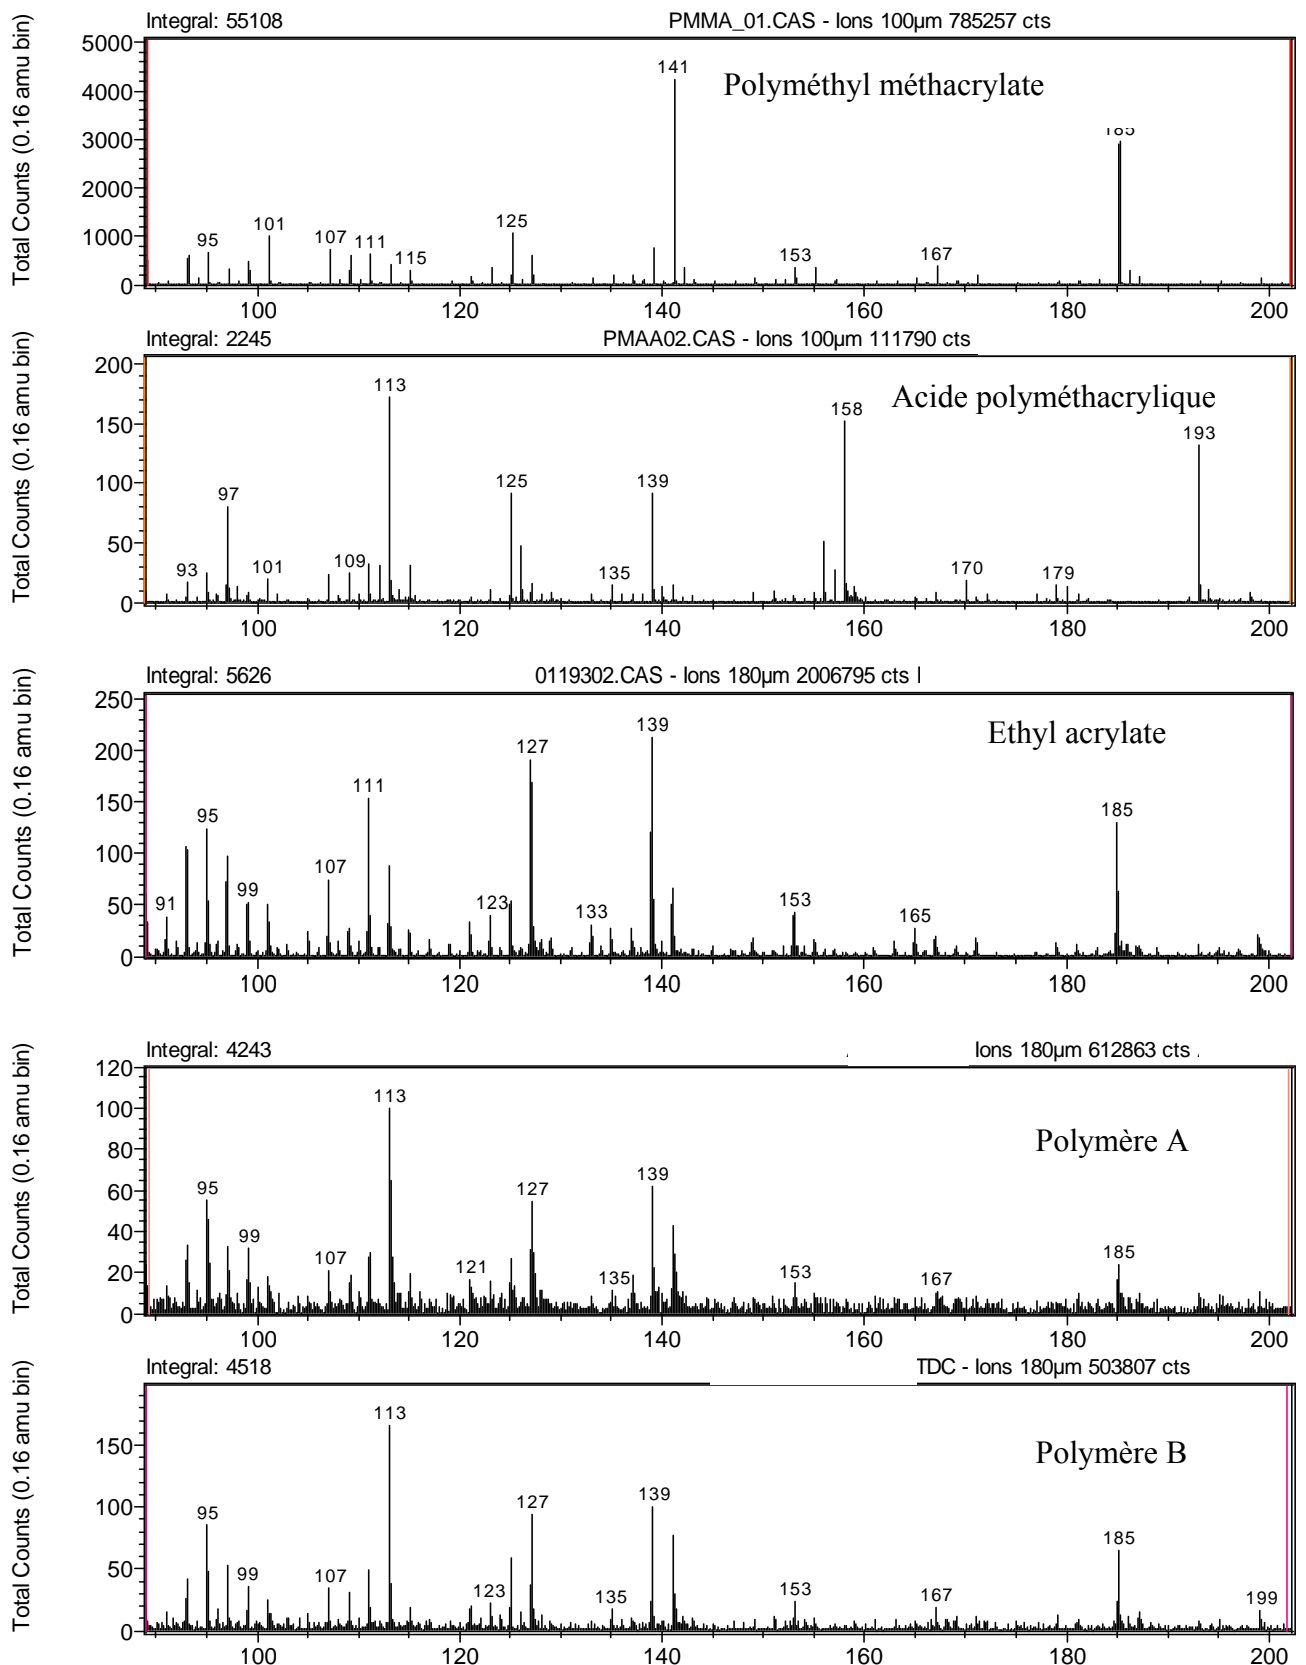 Integral: 55108 PMMA_01.CAS - Ions 100µm 785257 cts
Total Counts (0.16 amu bin)
5000
4000
3000
2000
1000
0
Polyméthyl méthacrylate
95 101 107 111 115 125 141 153 167 185
100 120 140 160 180 200
Integral: 2245 PMAA02.CAS - Ions 100µm 111790 cts
Total Counts (0.16 amu bin)
200
150
100
50
0
Acide polyméthacrylique
93 97 101 109 113 125 135 139 158 170 179 193
100 120 140 160 180 200
Integral: 5626 0119302.CAS - Ions 180µm 2006795 cts
Total Counts (0.16 amu bin)
250
200
150
100
50
0
Ethyl acrylate
91 95 99 107 111 123 127 133 139 153 165 185
100 120 140 160 180 200
Integral: 4243 Ions 180µm 612863 cts
Total Counts (0.16 amu bin)
120
100
80
60
40
20
0
Polymère A
95 99 107 113 121 127 135 139 153 167 185
100 120 140 160 180 200
Integral: 4518 TDC - Ions 180µm 503807 cts
Total Counts (0.16 amu bin)
150
100
50
0
Polymère B
95 99 107 113 123 127 135 139 153 167 185 199
100 120 140 160 180 200